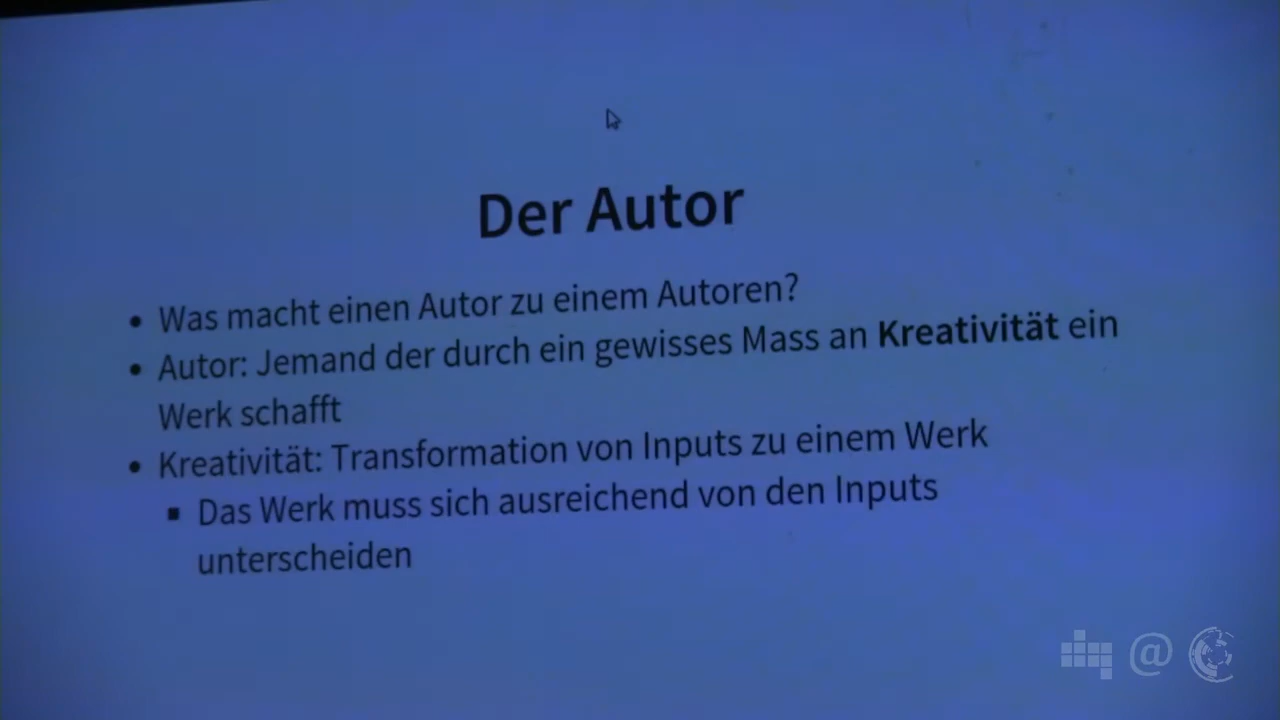 Der Autor
• Was macht einen Autor zu einem Autoren?
• Autor: Jemand der durch ein gewisses Mass an Kreativität ein
Werk schafft
• Kreativität: Transformation von Inputs zu einem Werk
▪ Das Werk muss sich ausreichend von den Inputs
unterscheiden
@